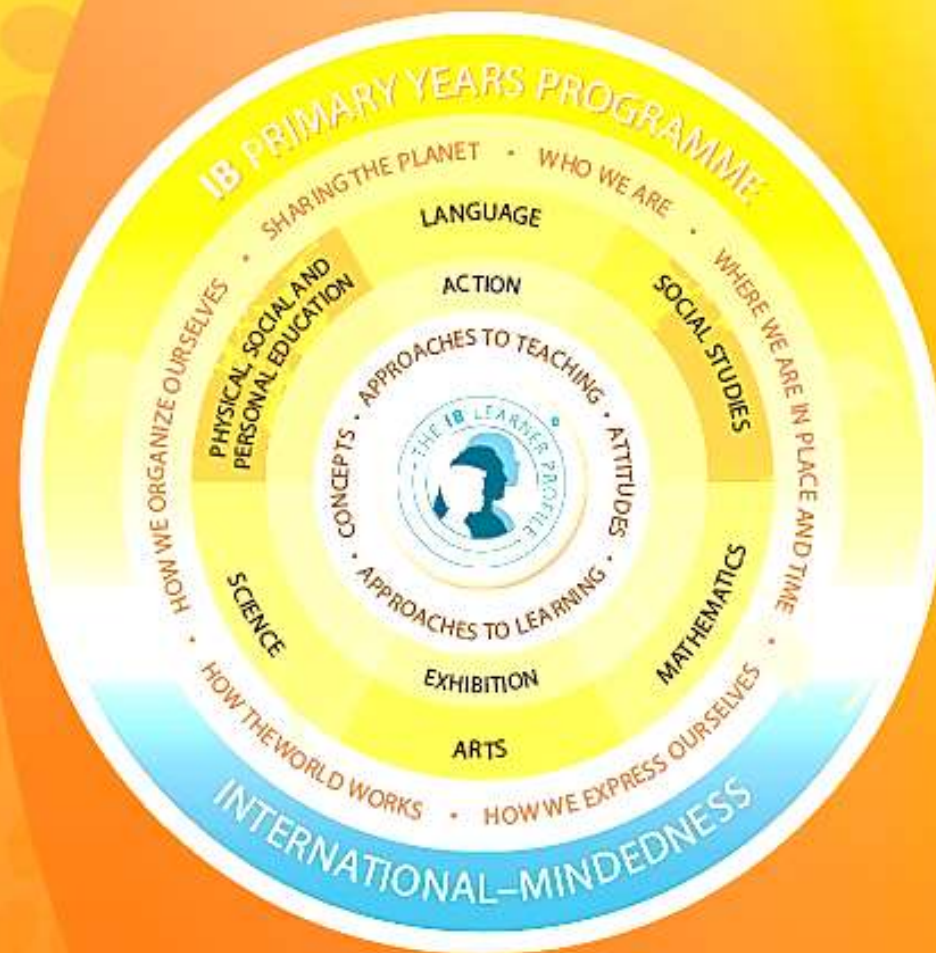 IB PRIMARY YEARS PROGRAMME
SHARING THE PLANET • WHO WE ARE • WHERE WE ARE IN PLACE AND TIME • HOW WE EXPRESS OURSELVES • HOW THE WORLD WORKS • HOW WE ORGANIZE OURSELVES •
LANGUAGE
SOCIAL STUDIES
MATHEMATICS
ARTS
SCIENCE
PHYSICAL, SOCIAL AND
PERSONAL EDUCATION
ACTION
EXHIBITION
APPROACHES TO TEACHING • ATTITUDES • APPROACHES TO LEARNING • CONCEPTS •
THE IB LEARNER PROFILE
INTERNATIONAL–MINDEDNESS